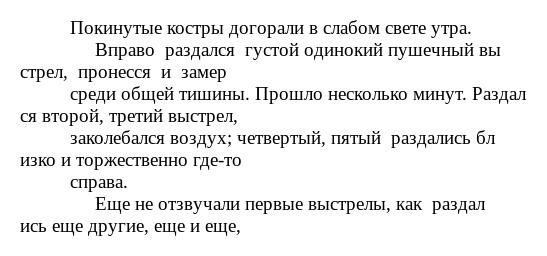 Покинутые костры догорали в слабом свете утра.
Вправо раздался густой одинокий пушечный вы
стрел, пронесся и замер
среди общей тишины. Прошло несколько минут. Раздал
ся второй, третий выстрел,
заколебался воздух; четвертый, пятый раздались бл
изко и торжественно где-то
справа.
Еще не отзвучали первые выстрелы, как раздал
ись еще другие, еще и еще,